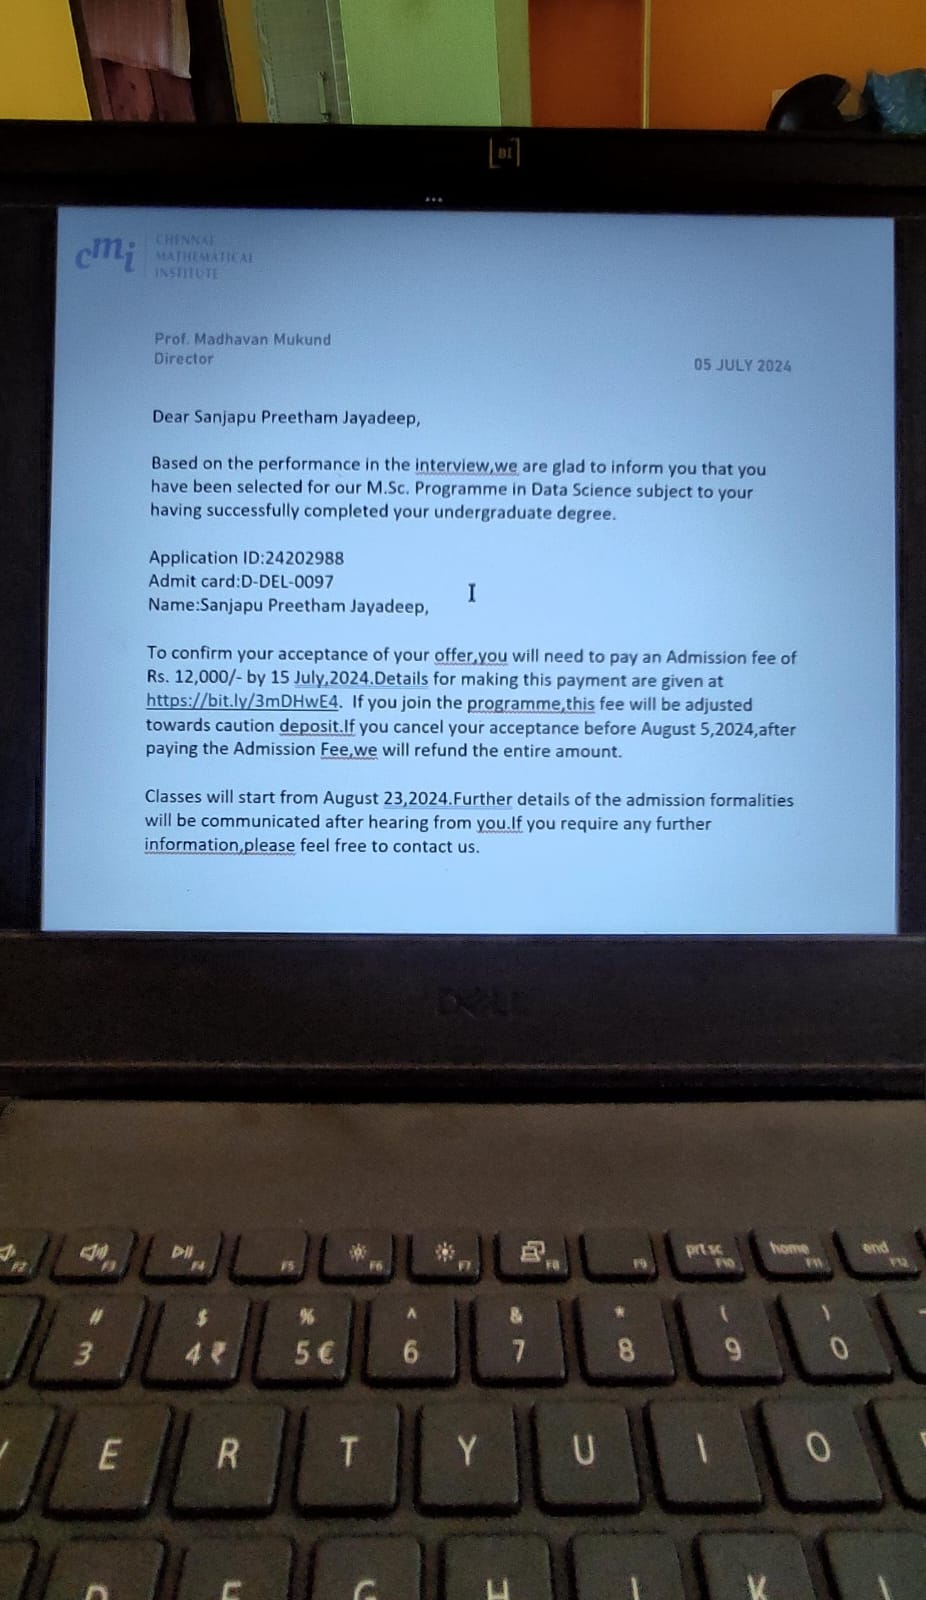 cmi
CHENNAI
MATHEMATICAL
INSTITUTE
Prof. Madhavan Mukund
Director
05 JULY 2024
Dear Sanjapu Preetham Jayadeep,
Based on the performance in the interview,we are glad to inform you that you
have been selected for our M.Sc. Programme in Data Science subject to your
having successfully completed your undergraduate degree.
Application ID:24202988
Admit card:D-DEL-0097
Name:Sanjapu Preetham Jayadeep,
To confirm your acceptance of your offer,you will need to pay an Admission fee of
Rs. 12,000/- by 15 July,2024.Details for making this payment are given at
https://bit.ly/3mDHwE4. If you join the programme,this fee will be adjusted
towards caution deposit.If you cancel your acceptance before August 5,2024,after
paying the Admission Fee,we will refund the entire amount.
Classes will start from August 23,2024.Further details of the admission formalities
will be communicated after hearing from you.If you require any further
information,please feel free to contact us.
DELL
F2 F3 F4 F5 F6 F7 F8 F9 prt sc F10 home F11 end F12
# $ % ^ & * ( )
3 4 ₹ 5 € 6 7 8 9 0
E R T Y U I O
D F G H J K L